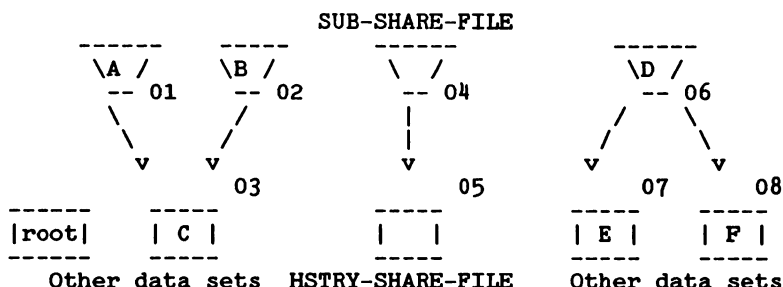 SUB-SHARE-FILE
A B D
01 02 04 06
03 05 07 08
root C E F
Other data sets HSTRY-SHARE-FILE Other data sets